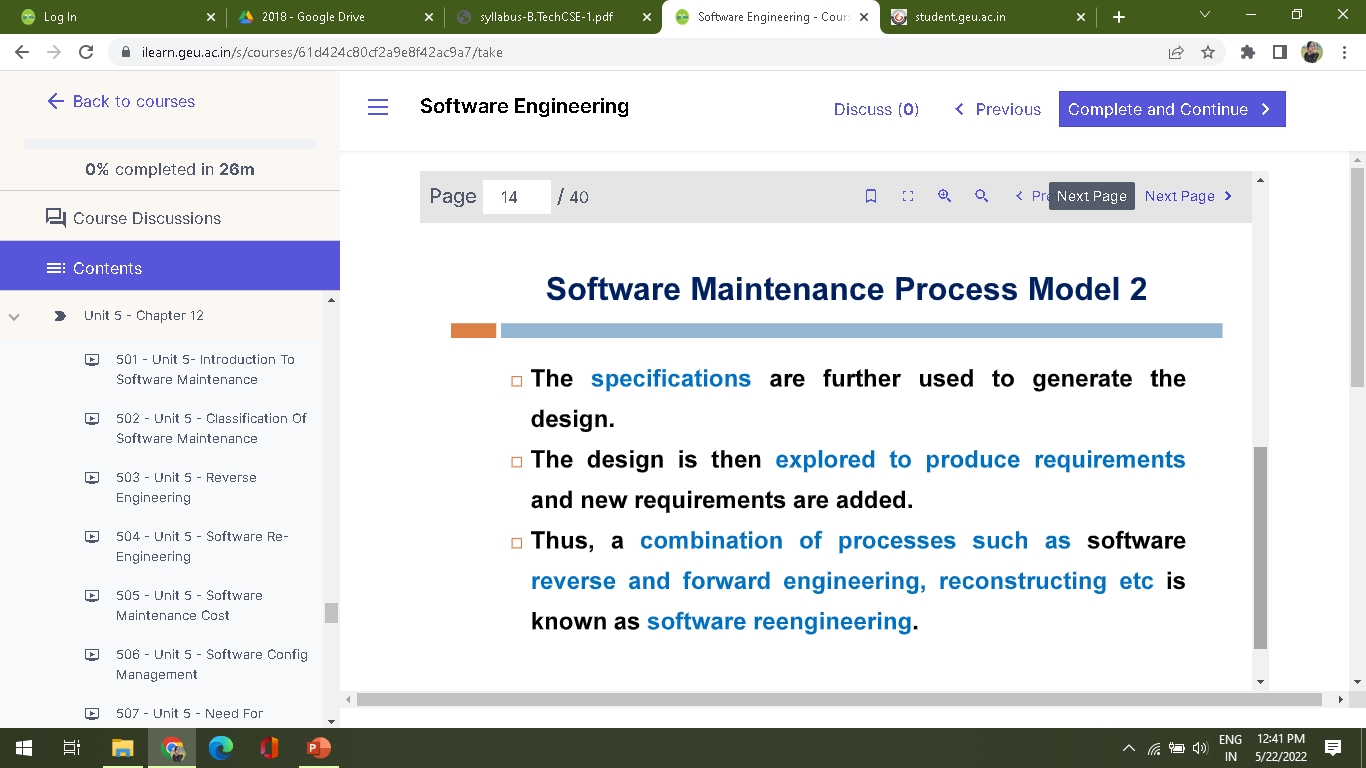 Log In
2018 - Google Drive
syllabus-B.TechCSE-1.pdf
Software Engineering - Cour
student.geu.ac.in
ilearn.geu.ac.in/s/courses/61d424c80cf2a9e8f42ac9a7/take
Back to courses
0% completed in 26m
Course Discussions
Contents
Unit 5 - Chapter 12
501 - Unit 5- Introduction To
Software Maintenance
502 - Unit 5 - Classification Of
Software Maintenance
503 - Unit 5 - Reverse
Engineering
504 - Unit 5 - Software Re-
Engineering
505 - Unit 5 - Software
Maintenance Cost
506 - Unit 5 - Software Config
Management
507 - Unit 5 - Need For
Software Engineering
Discuss (0)
Previous
Complete and Continue
Page 14 / 40
Pre
Next Page
Next Page
Software Maintenance Process Model 2
The specifications are further used to generate the
design.
The design is then explored to produce requirements
and new requirements are added.
Thus, a combination of processes such as software
reverse and forward engineering, reconstructing etc is
known as software reengineering.
ENG
IN
12:41 PM
5/22/2022